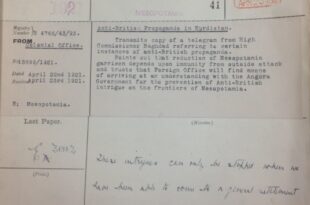 MESOPOTAMIA.
41
Anti-British Propaganda in Kurdistan.
FROM Colonial Office.
Transmits copy of a telegram from High
Commissioner Bagdad referring to certain
instances of anti-British propaganda.
Points out that reduction of Mesopotamia
garrison depends upon immunity from outside attack
and trusts that Foreign Office will find means
of arriving at an understanding with the Angora
Government for the prevention of Anti-British
intrigue on the frontiers of Mesopotamia.
Dated April 22nd 1921.
Received April 23rd 1921.
E: Mesopotamia.
Last Paper.
(Minutes.)
These intrigues can only be stopped when we
have been able to come to a general settlement
(Print)